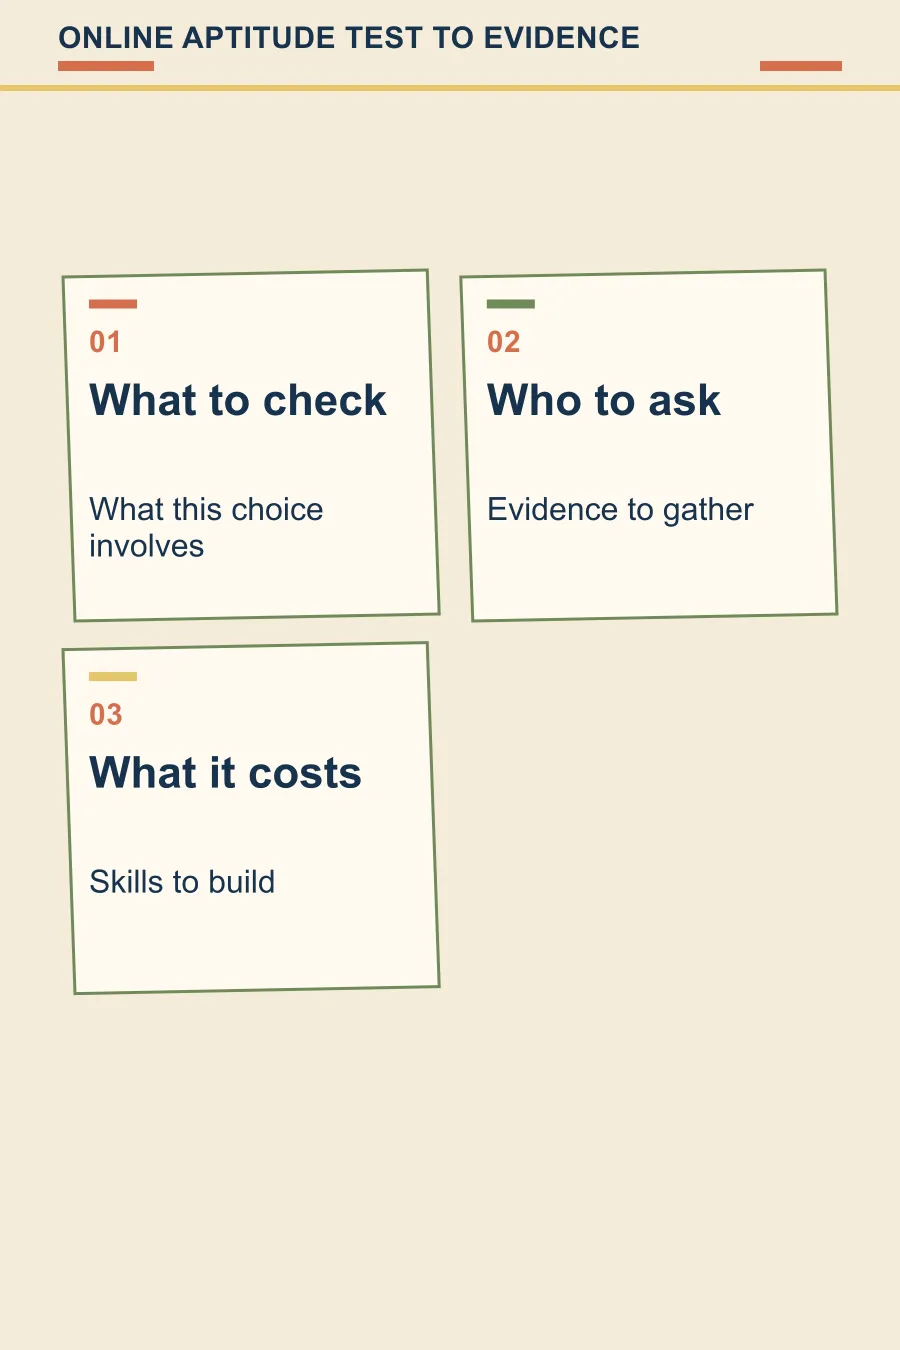 ONLINE APTITUDE TEST TO EVIDENCE
01
What to check
What this choice
involves
02
Who to ask
Evidence to gather
03
What it costs
Skills to build